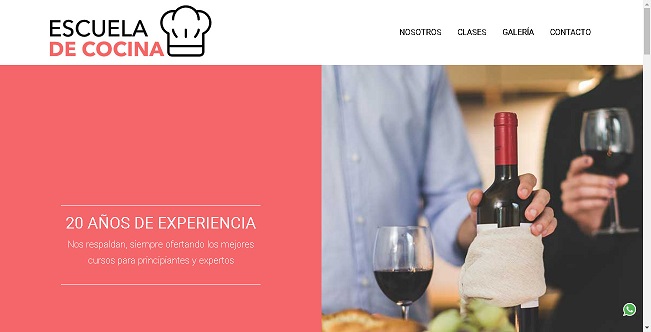 ESCUELA
DE COCINA
NOSOTROS CLASES GALERÍA CONTACTO
20 AÑOS DE EXPERIENCIA
Nos respaldan, siempre ofertando los mejores
cursos para principiantes y expertos